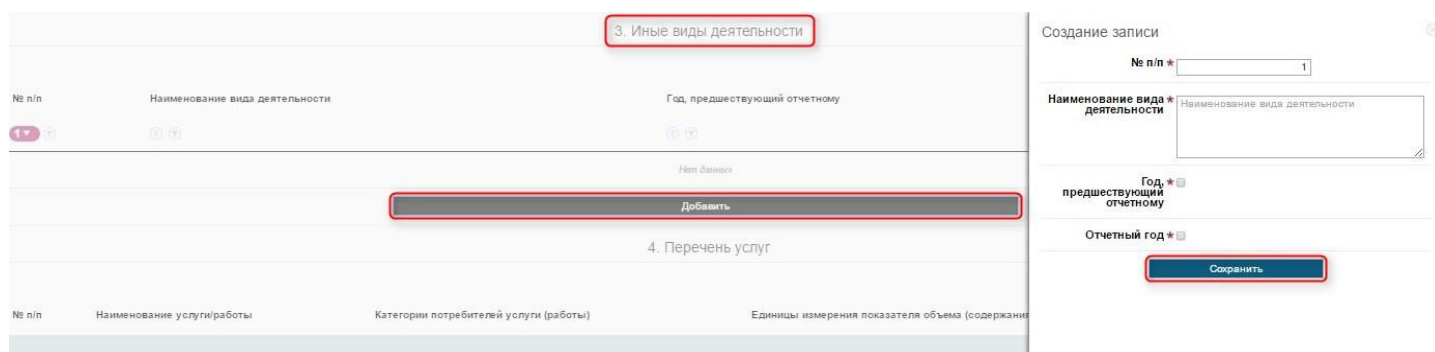 3. Иные виды деятельности
№ п/п
Наименование вида деятельности
Год, предшествующий отчетному
1
Нет данных
Добавить
4. Перечень услуг
№ п/п
Наименование услуги/работы
Категории потребителей услуги (работы)
Единицы измерения показателя объема (содержания
Создание записи
№ п/п *
1
Наименование вида *
деятельности
Наименование вида деятельности
Год, *
предшествующий
отчетному
Отчетный год *
Сохранить